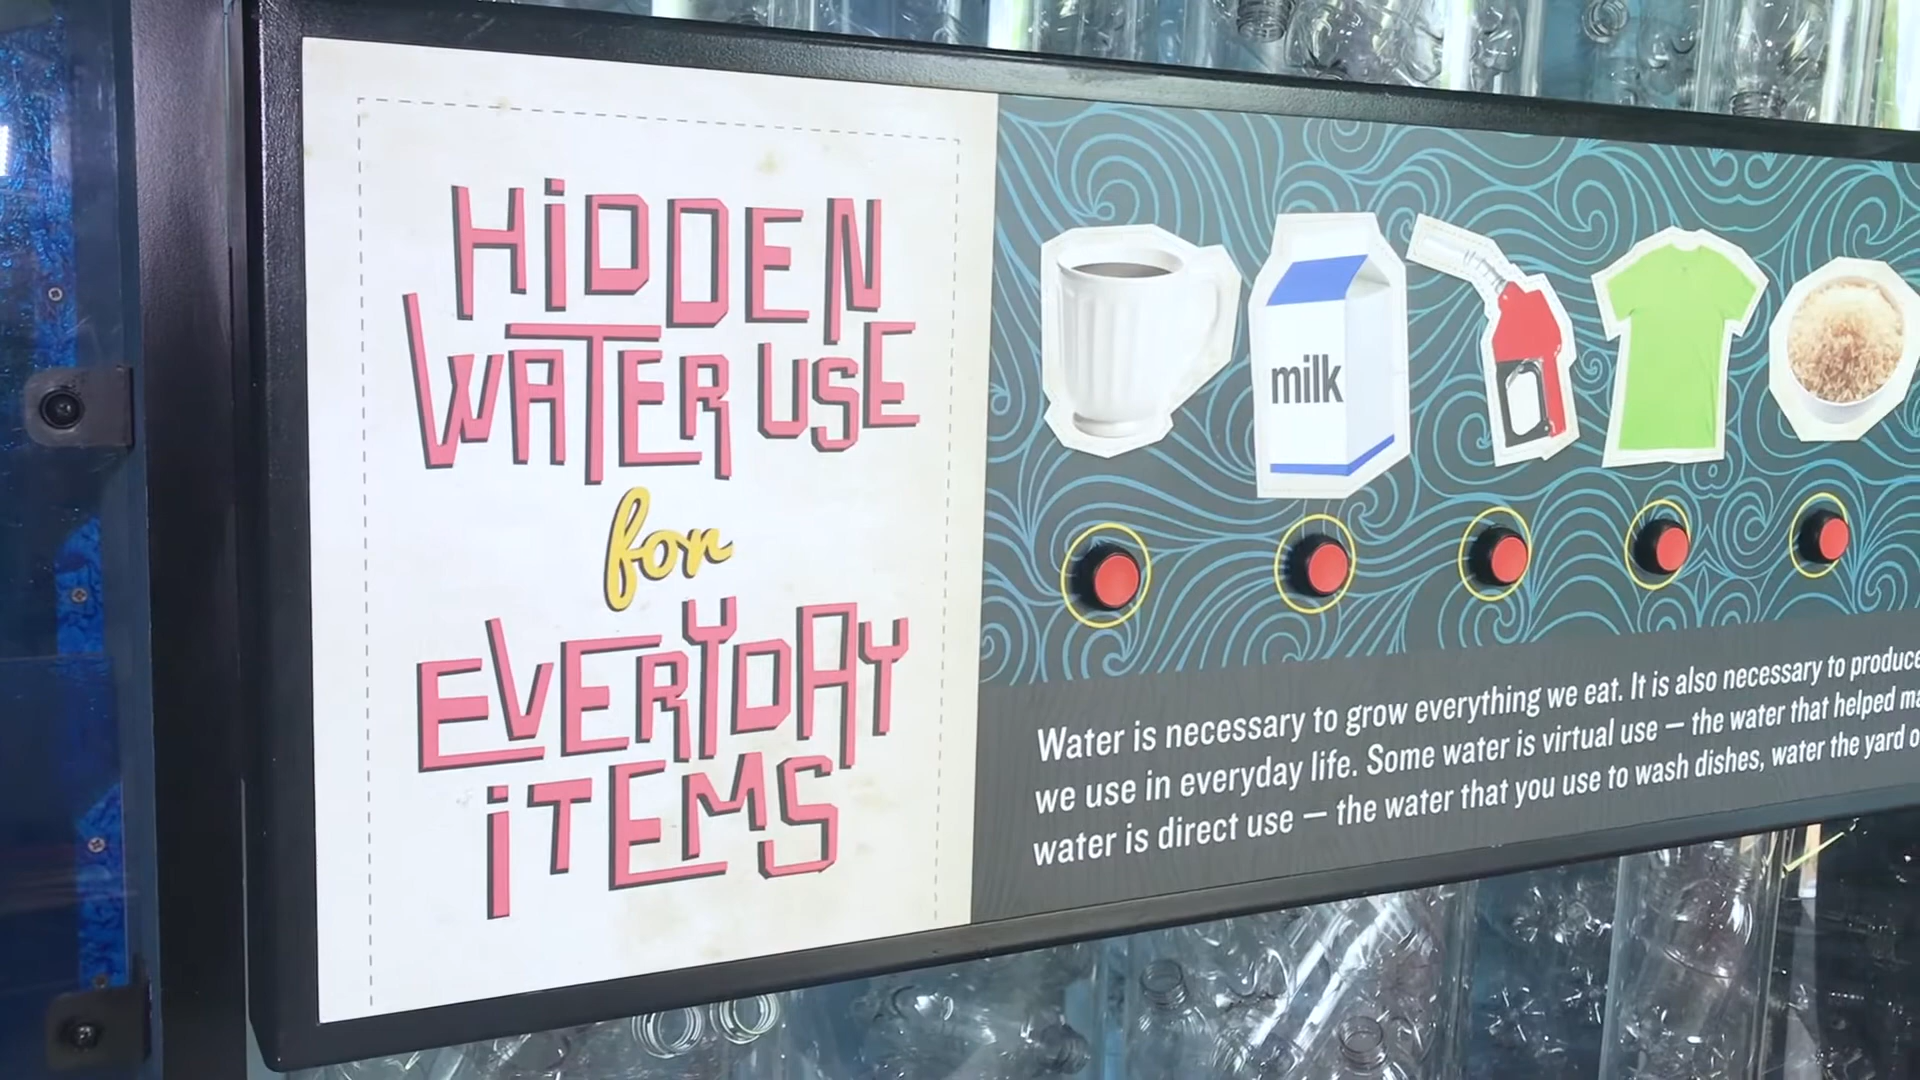 HiDDEN
WATER USE
for
EVERYDAY
iTEMS
milk
Water is necessary to grow everything we eat. It is also necessary to produce
we use in everyday life. Some water is virtual use — the water that helped
water is direct use — the water that you use to wash dishes, water the yard